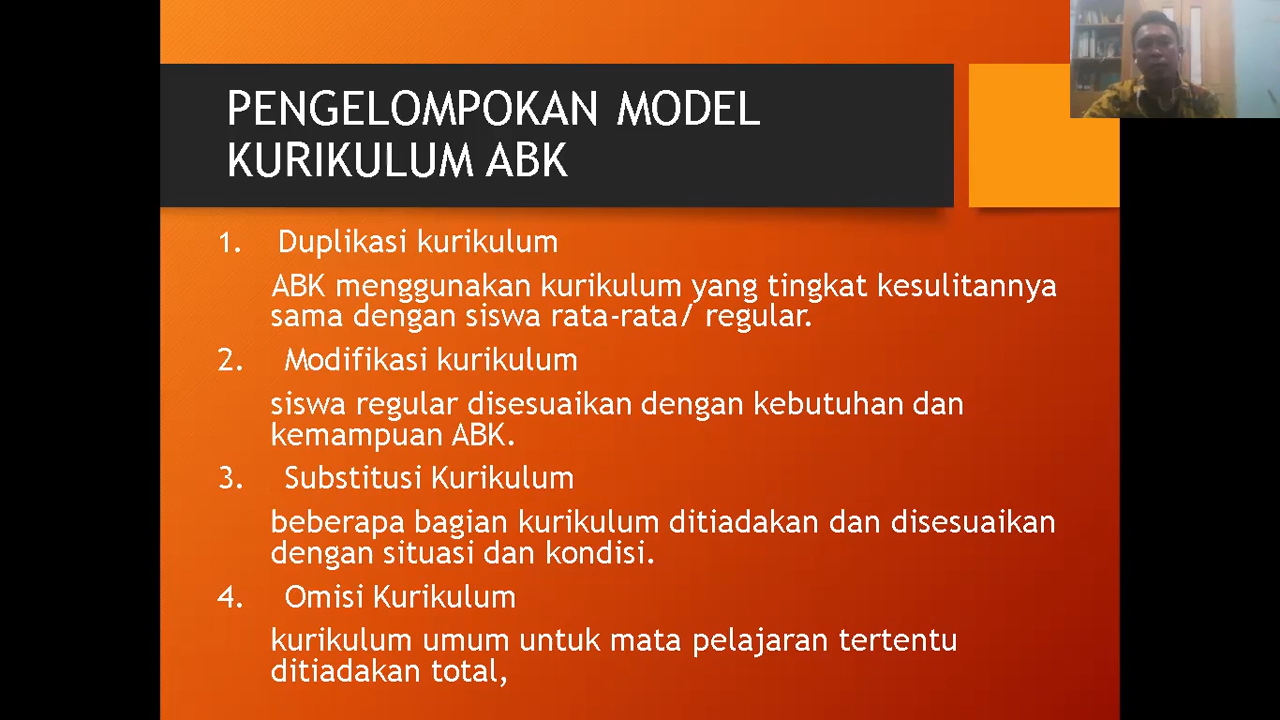 PENGELOMPOKAN MODEL
KURIKULUM ABK
1. Duplikasi kurikulum
ABK menggunakan kurikulum yang tingkat kesulitannya
sama dengan siswa rata-rata/ regular.
2. Modifikasi kurikulum
siswa regular disesuaikan dengan kebutuhan dan
kemampuan ABK.
3. Substitusi Kurikulum
beberapa bagian kurikulum ditiadakan dan disesuaikan
dengan situasi dan kondisi.
4. Omisi Kurikulum
kurikulum umum untuk mata pelajaran tertentu
ditiadakan total,